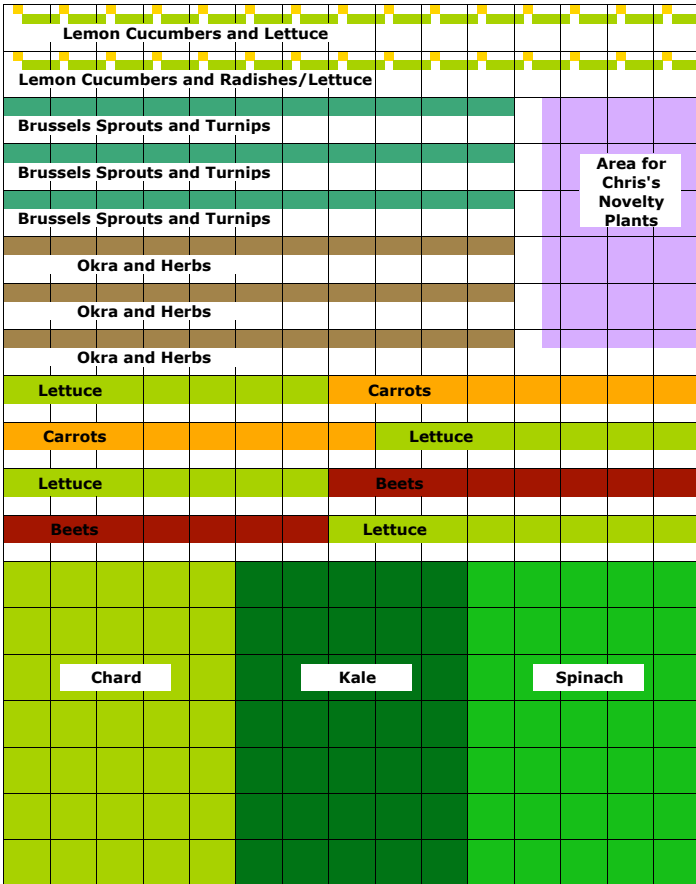 Lemon Cucumbers and Lettuce
Lemon Cucumbers and Radishes/Lettuce
Brussels Sprouts and Turnips
Brussels Sprouts and Turnips
Brussels Sprouts and Turnips
Area for
Chris's
Novelty
Plants
Okra and Herbs
Okra and Herbs
Okra and Herbs
Lettuce
Carrots
Carrots
Lettuce
Lettuce
Beets
Beets
Lettuce
Chard
Kale
Spinach